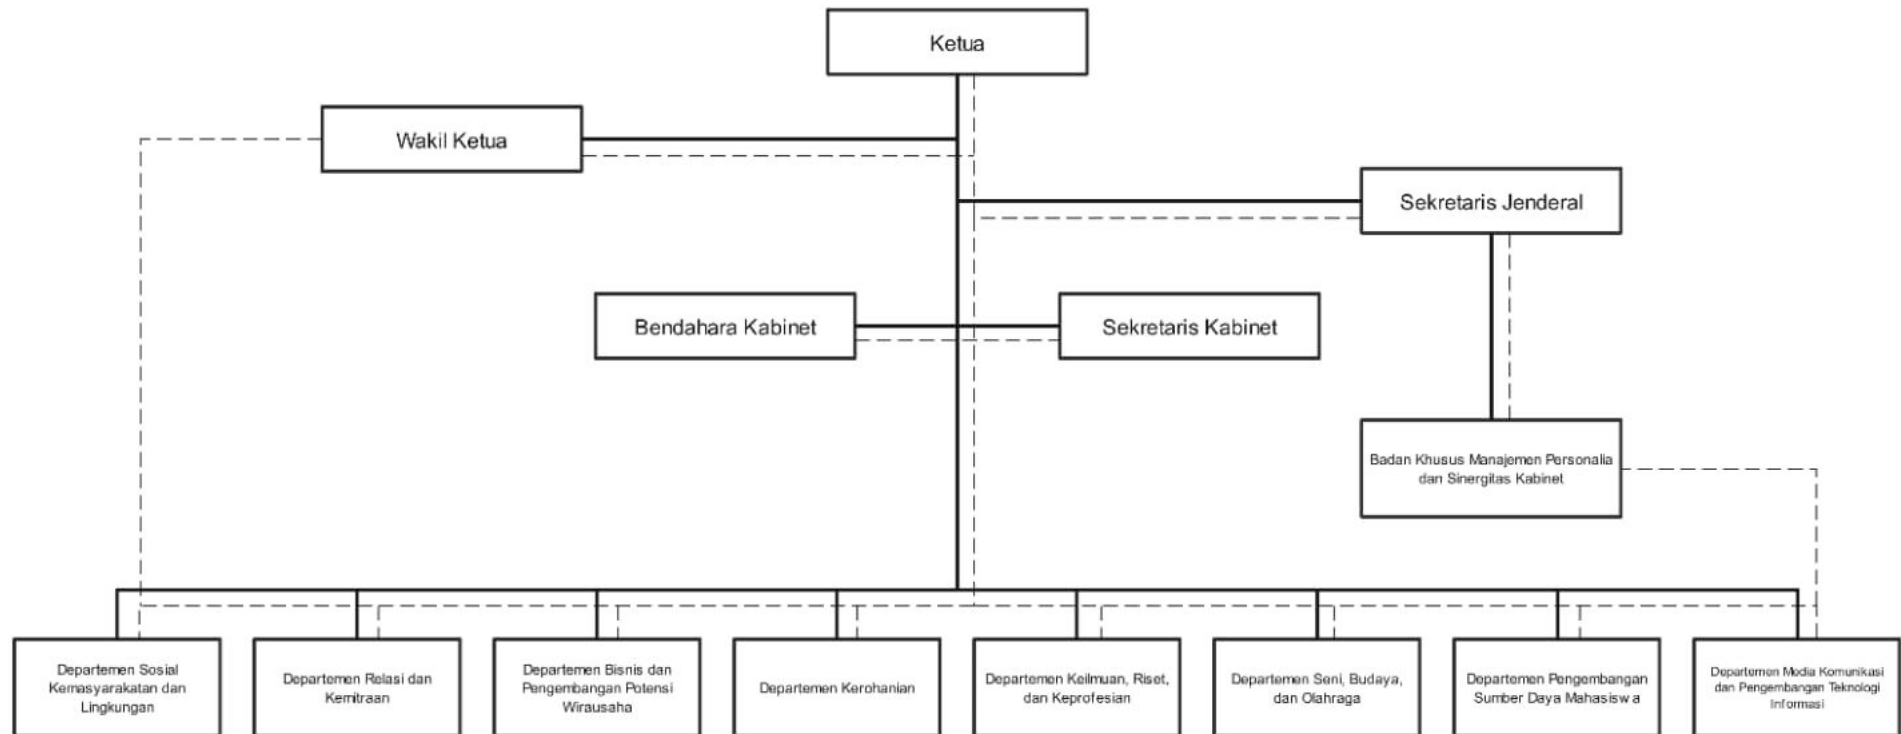 Ketua
Wakil Ketua
Sekretaris Jenderal
Bendahara Kabinet
Sekretaris Kabinet
Badan Khusus Manajemen Personalia
dan Sinergitas Kabinet
Departemen Sosial
Kemasyarakatan dan
Lingkungan
Departemen Relasi dan
Kemitraan
Departemen Bisnis dan
Pengembangan Potensi
Wirausaha
Departemen Kerohanian
Departemen Keilmuan, Riset,
dan Keprofesian
Departemen Seni, Budaya,
dan Olahraga
Departemen Pengembangan
Sumber Daya Mahasiswa
Departemen Media Komunikasi
dan Pengembangan Teknologi
Informasi